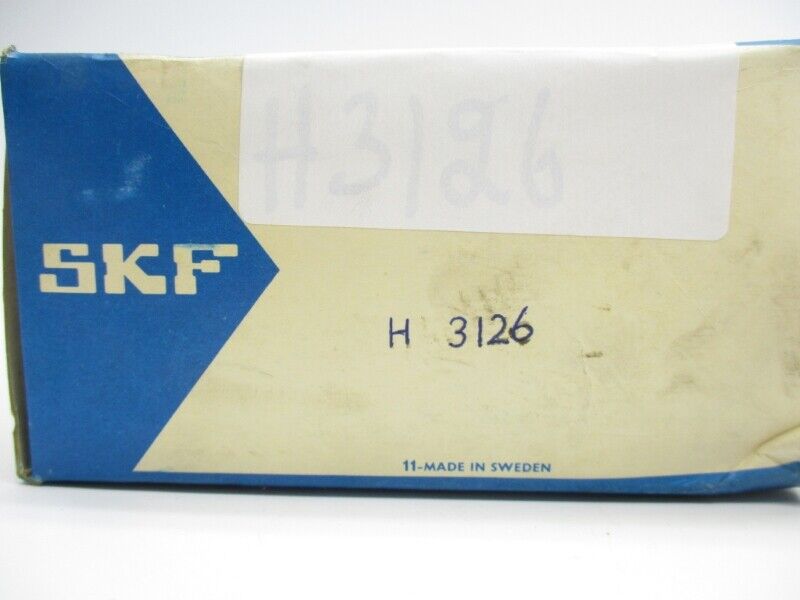 H3126
SKF
H 3126
11-MADE IN SWEDEN